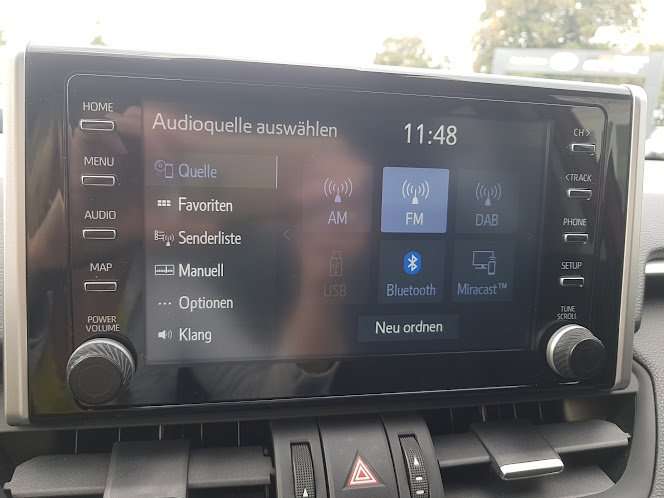 HOME
MENU
AUDIO
MAP
POWER
VOLUME
Audioquelle auswählen
11:48
Quelle
Favoriten
Senderliste
Manuell
Optionen
Klang
AM
FM
DAB
USB
Bluetooth
Miracast™
Neu ordnen
CH>
<TRACK
PHONE
SETUP
TUNE
SCROLL